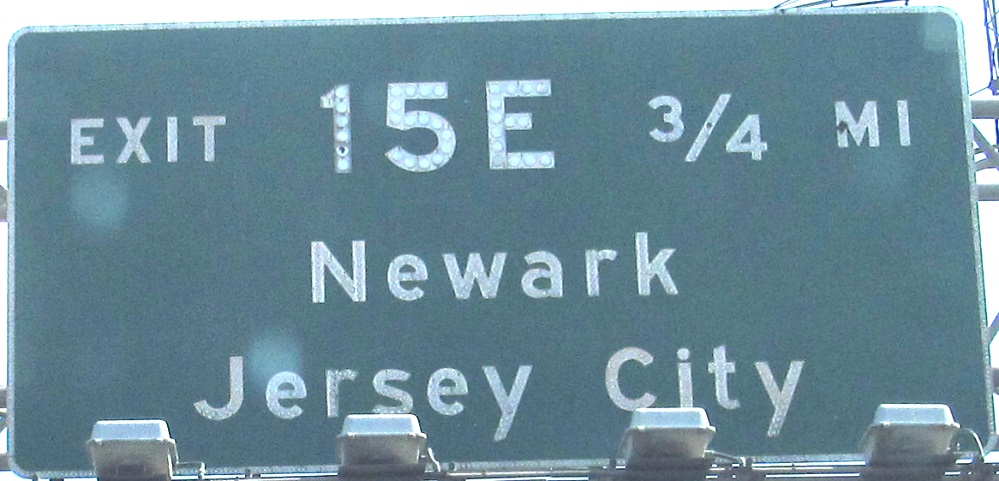 EXIT 15E 3/4 MI
Newark
Jersey City